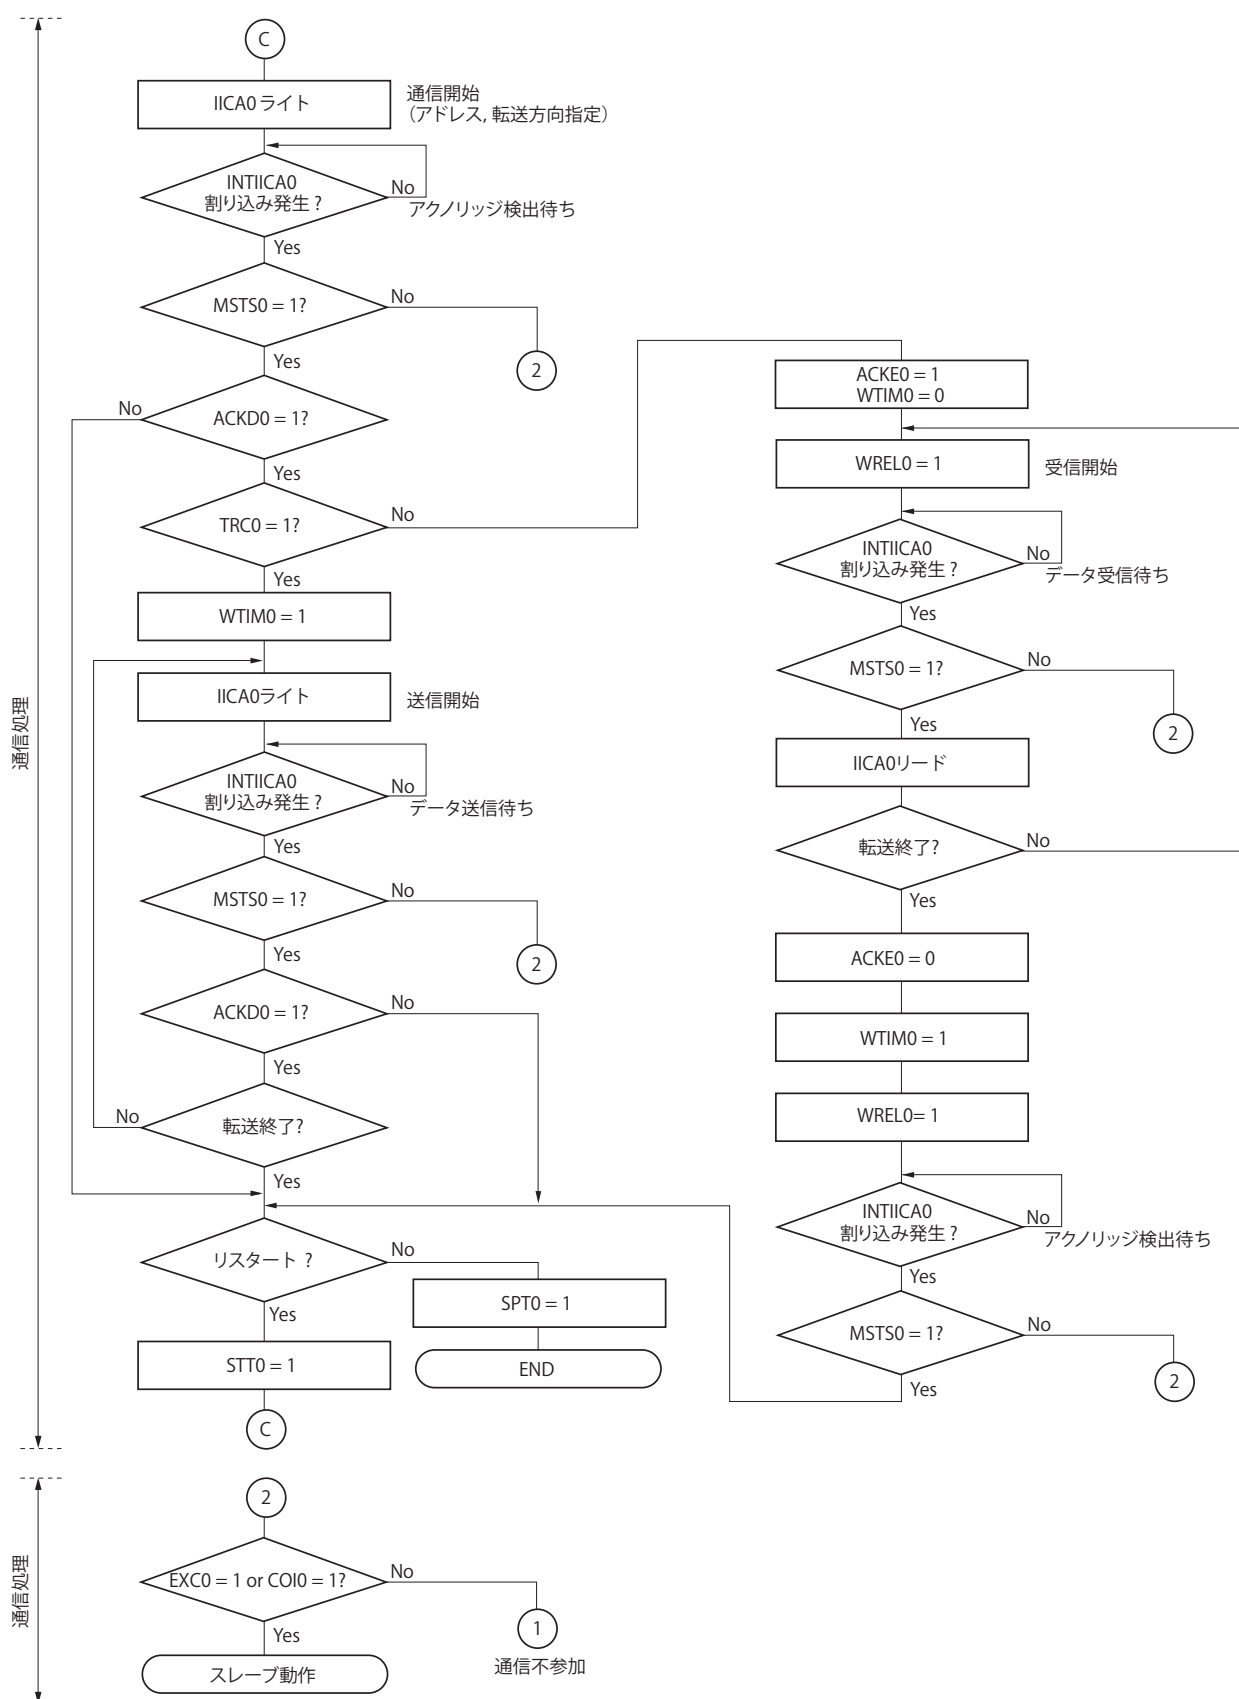 C
IICA0 ライト
通信開始
（アドレス, 転送方向指定）
INTIICA0
割り込み発生 ?
No
アクノリッジ検出待ち
Yes
MSTS0 = 1?
No
2
Yes
ACKD0 = 1?
No
Yes
TRC0 = 1?
No
Yes
WTIM0 = 1
IICA0ライト
送信開始
INTIICA0
割り込み発生 ?
No
データ送信待ち
Yes
MSTS0 = 1?
No
2
Yes
ACKD0 = 1?
No
Yes
転送終了?
No
Yes
リスタート ?
No
SPT0 = 1
END
Yes
STT0 = 1
C
ACKE0 = 1
WTIM0 = 0
WREL0 = 1
受信開始
INTIICA0
割り込み発生 ?
No
データ受信待ち
Yes
MSTS0 = 1?
No
2
Yes
IICA0リード
転送終了?
No
Yes
ACKE0 = 0
WTIM0 = 1
WREL0= 1
INTIICA0
割り込み発生 ?
No
アクノリッジ検出待ち
Yes
MSTS0 = 1?
No
2
Yes
通信処理
2
EXC0 = 1 or COI0 = 1?
No
1
通信不参加
Yes
スレーブ動作
通信処理